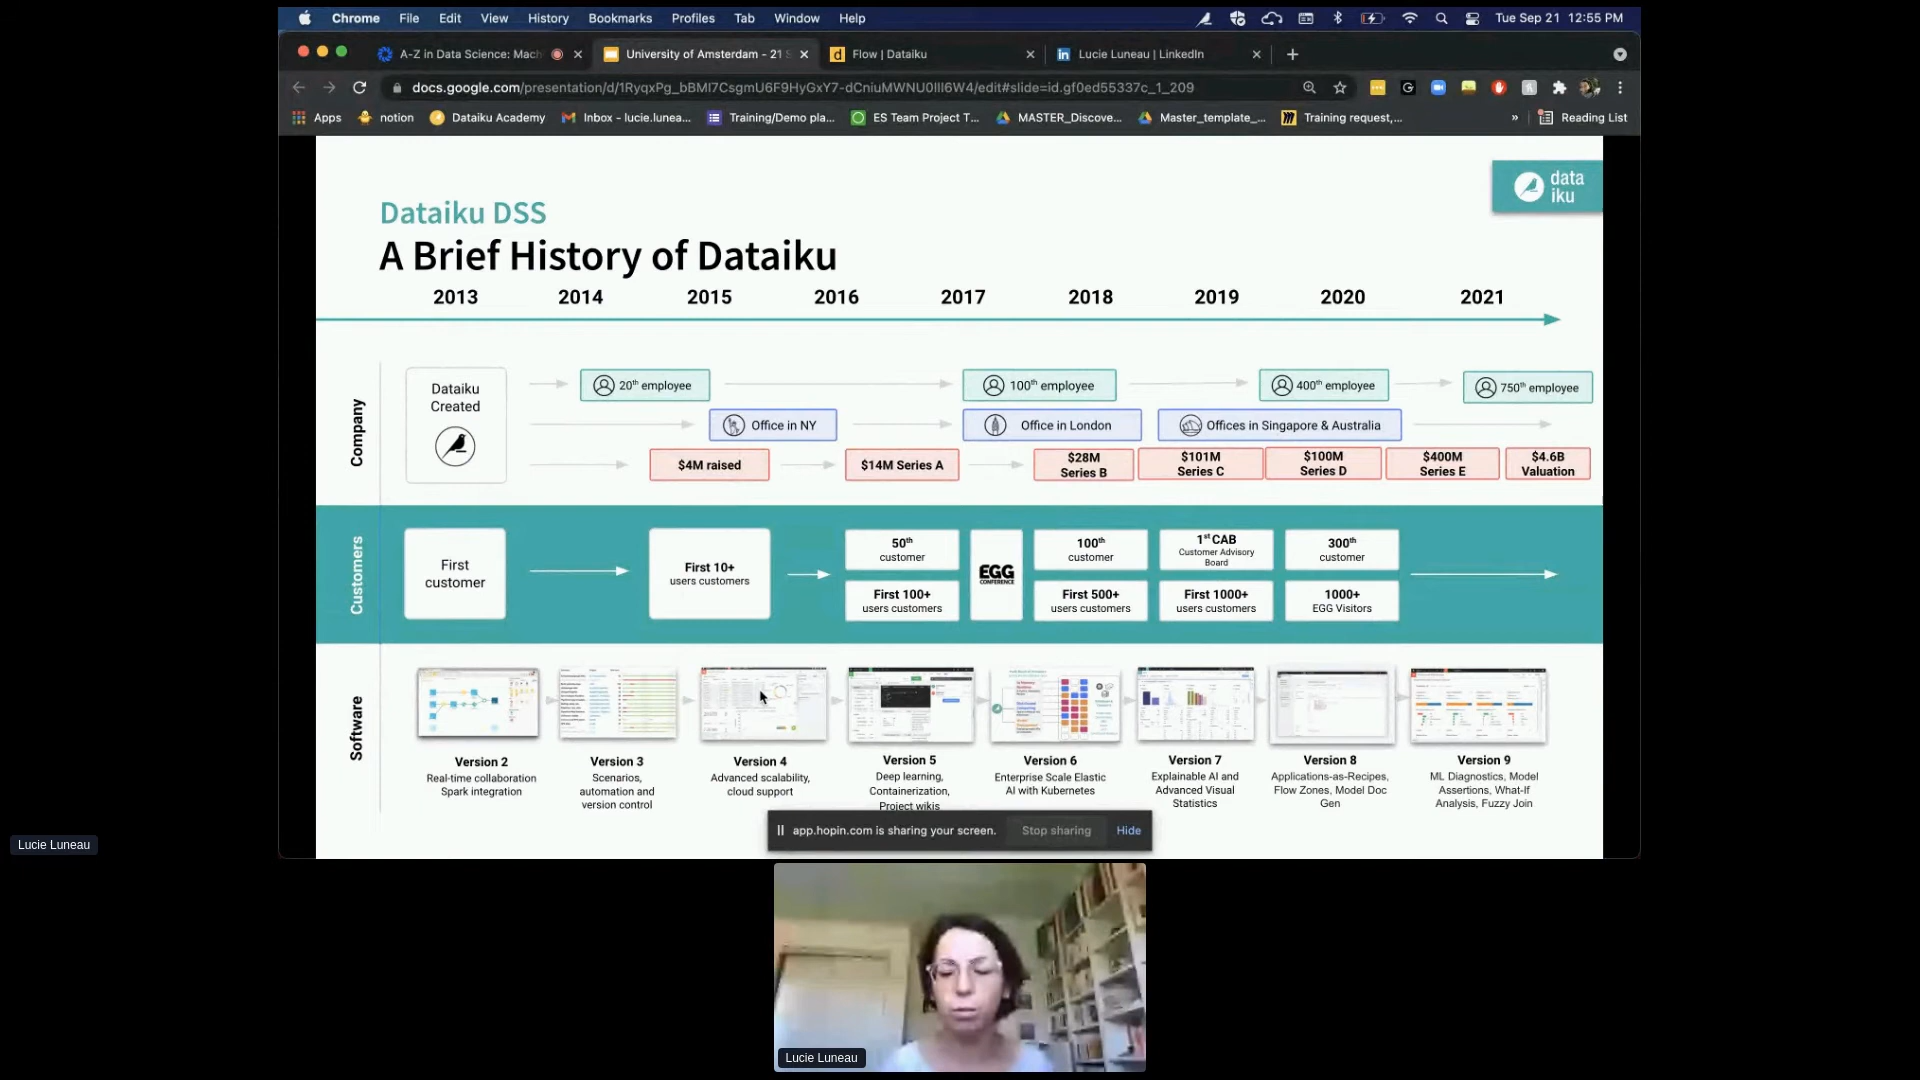 Chrome File Edit View History Bookmarks Profiles Tab Window Help Tue Sep 21 12:55 PM
A-Z in Data Science: Mach
University of Amsterdam - 21 S
Flow | Dataiku
Lucie Luneau | LinkedIn
docs.google.com/presentation/d/1RyqxPg_bBMI7CsgmU6F9HyGxY7-dCniuMWNU0lII6W4/edit#slide=id.gf0ed55337c_1_209
Apps notion Dataiku Academy Inbox - lucie.lunea... Training/Demo pla... ES Team Project T... MASTER_Discove... Master_template_... Training request,... » Reading List
data
iku
Dataiku DSS
A Brief History of Dataiku
2013 2014 2015 2016 2017 2018 2019 2020 2021
Company
Dataiku
Created
20th employee
100th employee
400th employee
750th employee
Office in NY
Office in London
Offices in Singapore & Australia
$4M raised
$14M Series A
$28M
Series B
$101M
Series C
$100M
Series D
$400M
Series E
$4.6B
Valuation
Customers
First
customer
First 10+
users customers
50th
customer
First 100+
users customers
EGG
CONFERENCE
100th
customer
First 500+
users customers
1st CAB
Customer Advisory
Board
First 1000+
users customers
300th
customer
1000+
EGG Visitors
Software
Version 2
Real-time collaboration
Spark integration
Version 3
Scenarios,
automation and
version control
Version 4
Advanced scalability,
cloud support
Version 5
Deep learning,
Containerization,
Project wikis
Version 6
Enterprise Scale Elastic
AI with Kubernetes
Version 7
Explainable AI and
Advanced Visual
Statistics
Version 8
Applications-as-Recipes,
Flow Zones, Model Doc
Gen
Version 9
ML Diagnostics, Model
Assertions, What-If
Analysis, Fuzzy Join
app.hopin.com is sharing your screen. Stop sharing Hide
Lucie Luneau
Lucie Luneau